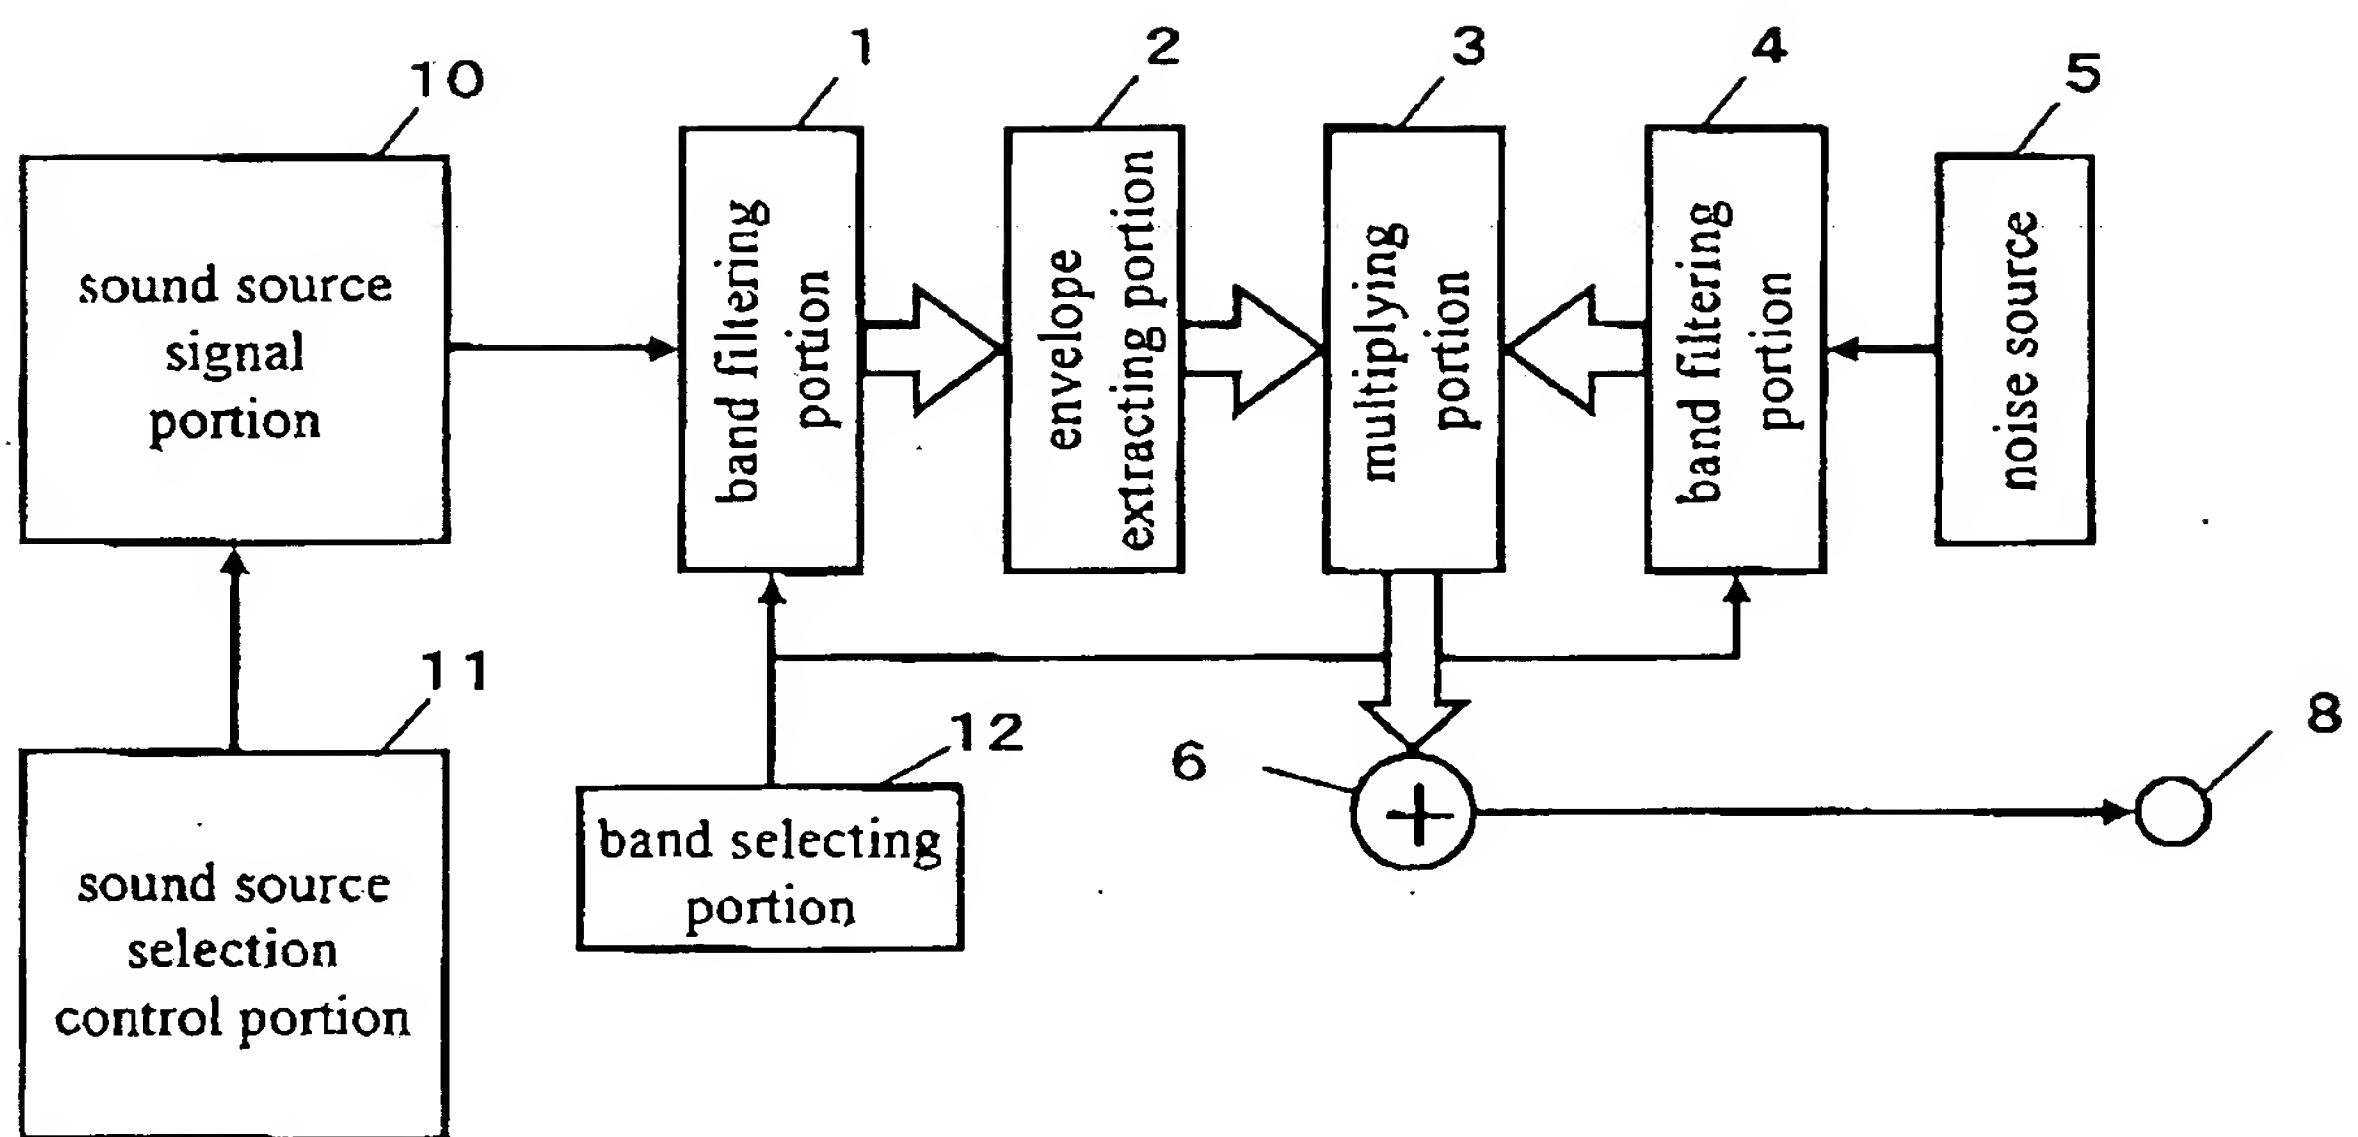 10
1
2
3
4
5
sound source
signal
portion
band filtering
portion
envelope
extracting portion
multiplying
portion
band filtering
portion
noise source
11
12
6
8
sound source
selection
control portion
band selecting
portion
+